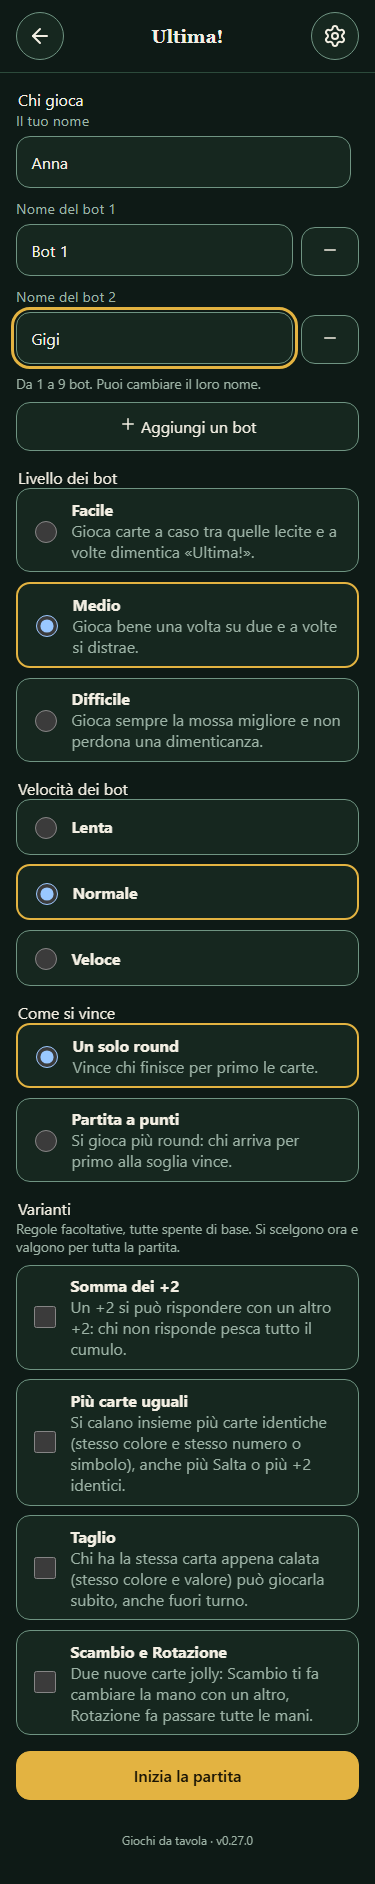 Ultima!
Chi gioca
Il tuo nome
Anna
Nome del bot 1
Bot 1
−
Nome del bot 2
Gigi
−
Da 1 a 9 bot. Puoi cambiare il loro nome.
+ Aggiungi un bot
Livello dei bot
Facile
Gioca carte a caso tra quelle lecite e a
volte dimentica «Ultima!».
Medio
Gioca bene una volta su due e a volte
si distrae.
Difficile
Gioca sempre la mossa migliore e non
perdona una dimenticanza.
Velocità dei bot
Lenta
Normale
Veloce
Come si vince
Un solo round
Vince chi finisce per primo le carte.
Partita a punti
Si gioca più round: chi arriva per
primo alla soglia vince.
Varianti
Regole facoltative, tutte spente di base. Si scelgono ora e
valgono per tutta la partita.
Somma dei +2
Un +2 si può rispondere con un altro
+2: chi non risponde pesca tutto il
cumulo.
Più carte uguali
Si calano insieme più carte identiche
(stesso colore e stesso numero o
simbolo), anche più Salta o più +2
identici.
Taglio
Chi ha la stessa carta appena calata
(stesso colore e valore) può giocarla
subito, anche fuori turno.
Scambio e Rotazione
Due nuove carte jolly: Scambio ti fa
cambiare la mano con un altro,
Rotazione fa passare tutte le mani.
Inizia la partita
Giochi da tavola · v0.27.0